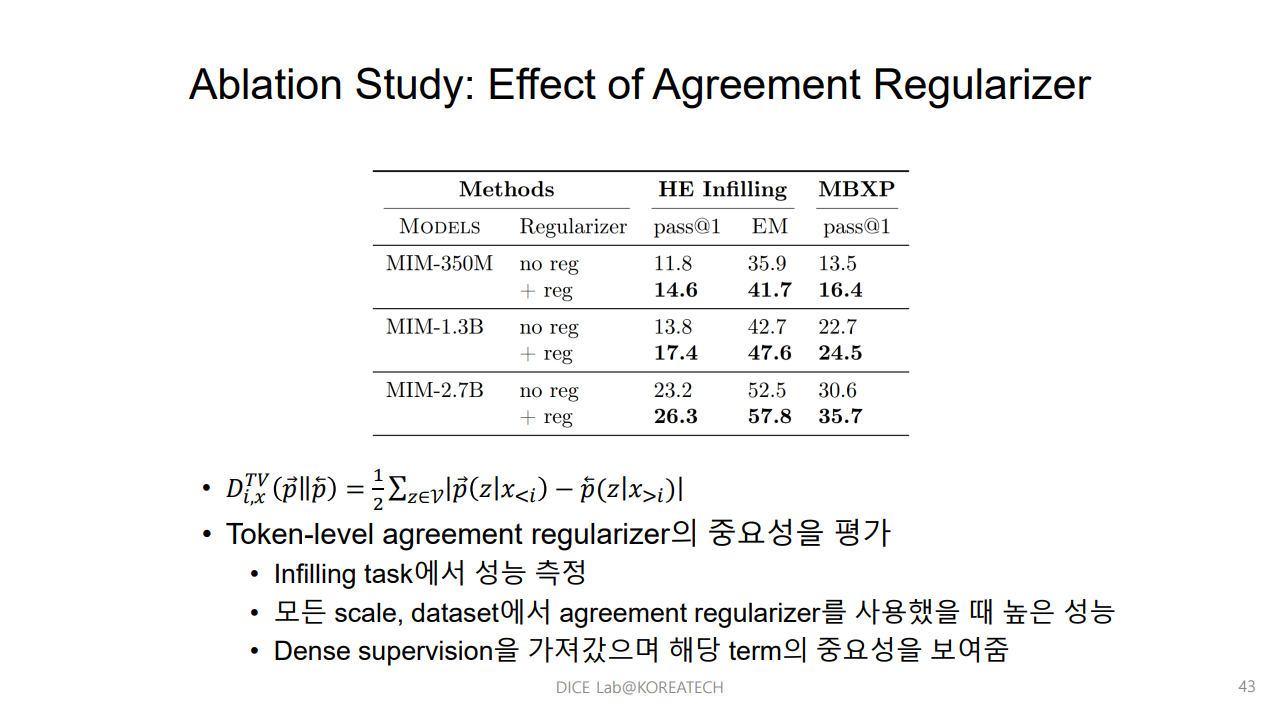 Ablation Study: Effect of Agreement Regularizer
Methods HE Infilling MBXP
MODELS Regularizer pass@1 EM pass@1
MIM-350M no reg 11.8 35.9 13.5
+ reg 14.6 41.7 16.4
MIM-1.3B no reg 13.8 42.7 22.7
+ reg 17.4 47.6 24.5
MIM-2.7B no reg 23.2 52.5 30.6
+ reg 26.3 57.8 35.7
• $D_{i,x}^{TV}(\vec{p}\|\overleftarrow{p}) = \frac{1}{2}\sum_{z\in\mathcal{V}}|\vec{p}(z|x_{<i}) - \overleftarrow{p}(z|x_{>i})|$
• Token-level agreement regularizer의 중요성을 평가
• Infilling task에서 성능 측정
• 모든 scale, dataset에서 agreement regularizer를 사용했을 때 높은 성능
• Dense supervision을 가져갔으며 해당 term의 중요성을 보여줌
DICE Lab@KOREATECH
43